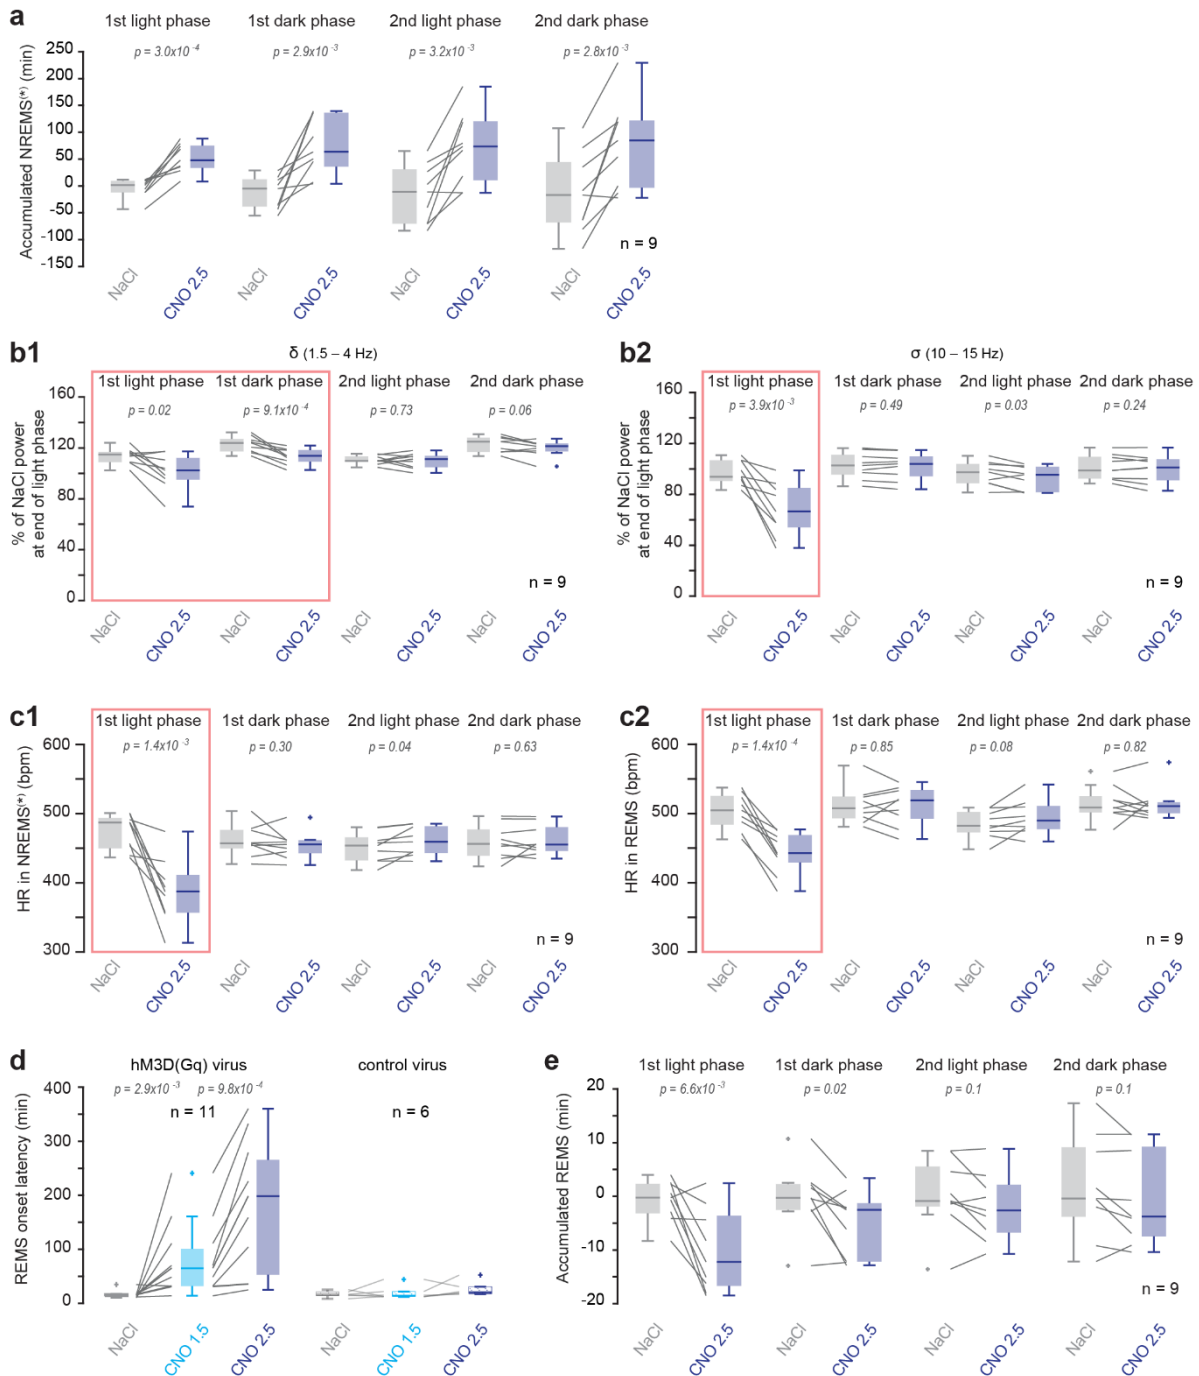 a
1st light phase 1st dark phase 2nd light phase 2nd dark phase
p = 3.0x10 -4 p = 2.9x10 -3 p = 3.2x10 -3 p = 2.8x10 -3
Accumulated NREMS(*) (min)
250
200
150
100
50
0
-50
-100
-150
n = 9
NaCl CNO 2.5 NaCl CNO 2.5 NaCl CNO 2.5 NaCl CNO 2.5
b1
δ (1.5 – 4 Hz)
1st light phase 1st dark phase 2nd light phase 2nd dark phase
p = 0.02 p = 9.1x10 -4 p = 0.73 p = 0.06
% of NaCl power
at end of light phase
160
120
80
40
0
n = 9
NaCl CNO 2.5 NaCl CNO 2.5 NaCl CNO 2.5 NaCl CNO 2.5
b2
σ (10 – 15 Hz)
1st light phase 1st dark phase 2nd light phase 2nd dark phase
p = 3.9x10 -3 p = 0.49 p = 0.03 p = 0.24
% of NaCl power
at end of light phase
160
120
80
40
0
n = 9
NaCl CNO 2.5 NaCl CNO 2.5 NaCl CNO 2.5 NaCl CNO 2.5
c1
1st light phase 1st dark phase 2nd light phase 2nd dark phase
p = 1.4x10 -3 p = 0.30 p = 0.04 p = 0.63
HR in NREMS(*) (bpm)
600
500
400
300
n = 9
NaCl CNO 2.5 NaCl CNO 2.5 NaCl CNO 2.5 NaCl CNO 2.5
c2
1st light phase 1st dark phase 2nd light phase 2nd dark phase
p = 1.4x10 -4 p = 0.85 p = 0.08 p = 0.82
HR in REMS (bpm)
600
500
400
300
n = 9
NaCl CNO 2.5 NaCl CNO 2.5 NaCl CNO 2.5 NaCl CNO 2.5
d
hM3D(Gq) virus control virus
p = 2.9x10 -3 p = 9.8x10 -4
n = 11 n = 6
REMS onset latency (min)
400
300
200
100
0
NaCl CNO 1.5 CNO 2.5 NaCl CNO 1.5 CNO 2.5
e
1st light phase 1st dark phase 2nd light phase 2nd dark phase
p = 6.6x10 -3 p = 0.02 p = 0.1 p = 0.1
Accumulated REMS (min)
20
10
0
-10
-20
n = 9
NaCl CNO 2.5 NaCl CNO 2.5 NaCl CNO 2.5 NaCl CNO 2.5